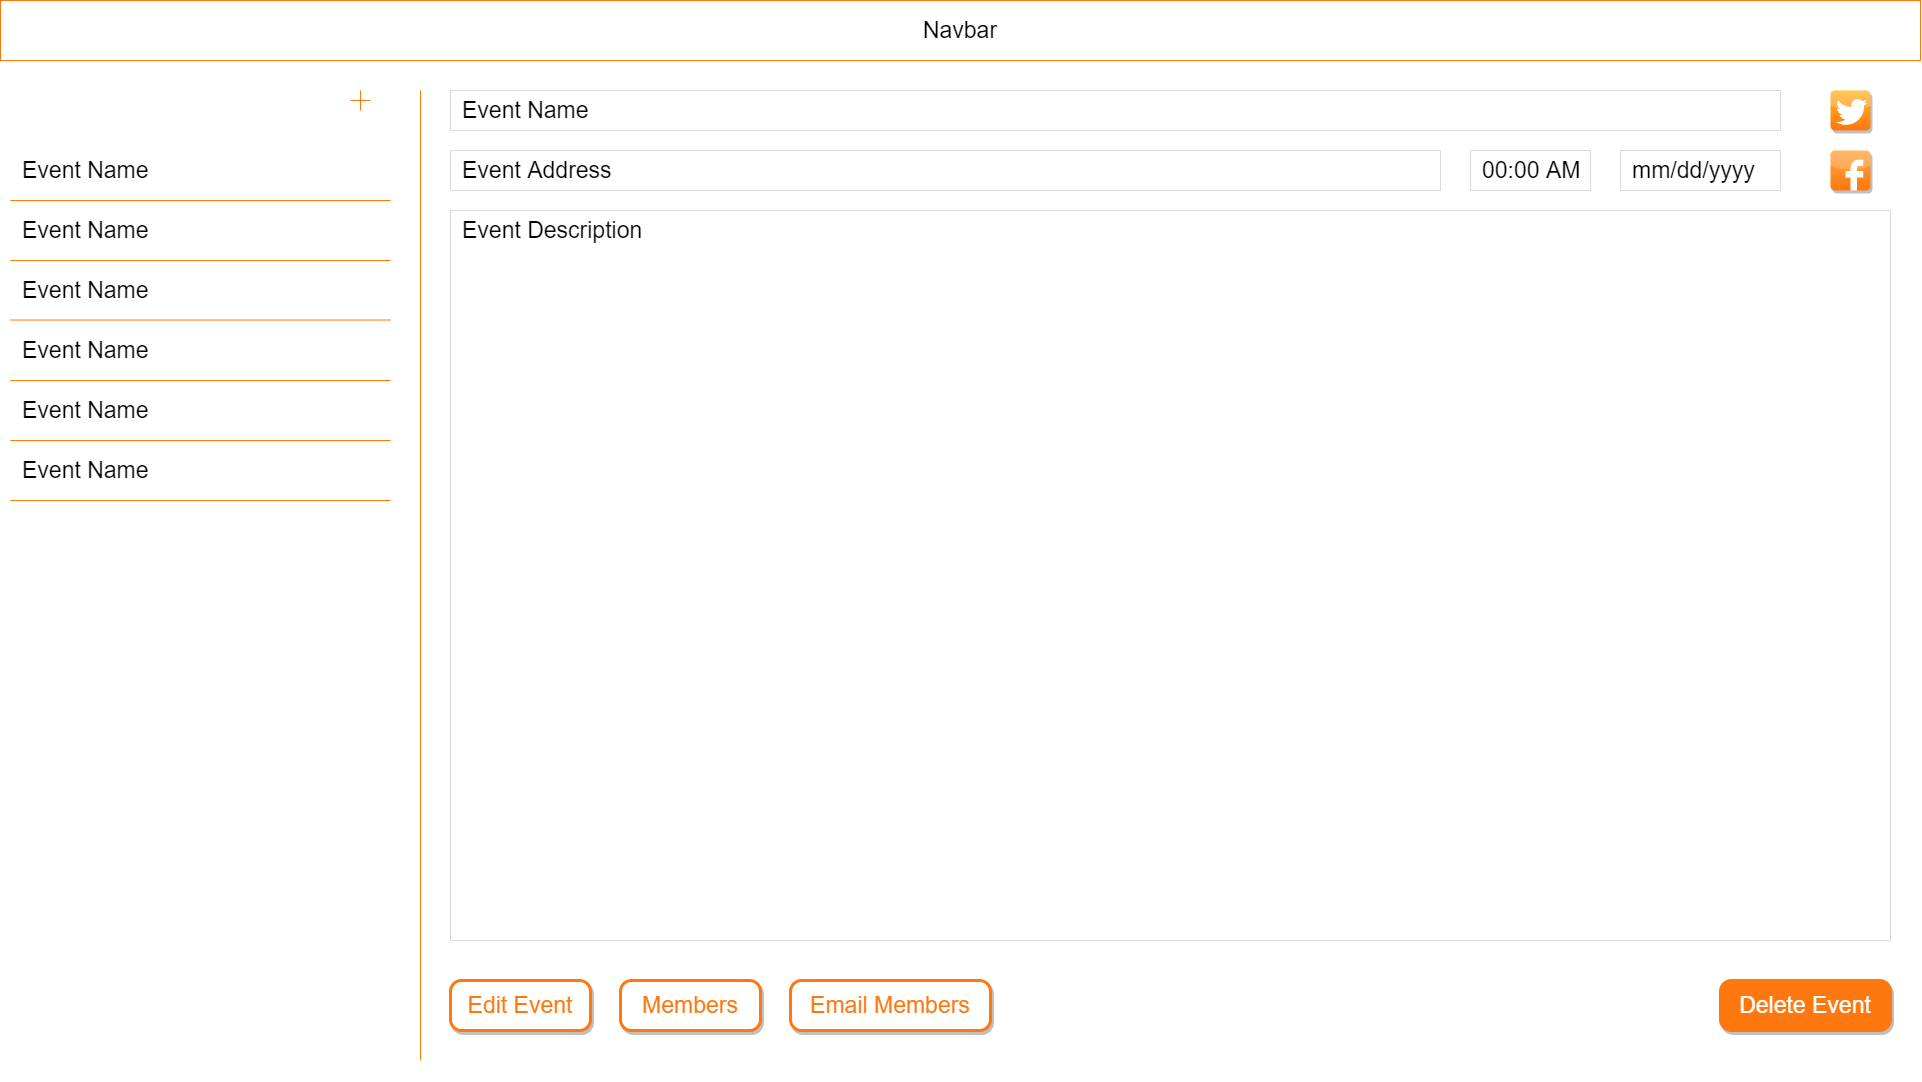 Navbar
Event Name
Event Name
Event Name
Event Name
Event Name
Event Name
Event Name
Event Address
00:00 AM
mm/dd/yyyy
Event Description
Edit Event
Members
Email Members
Delete Event